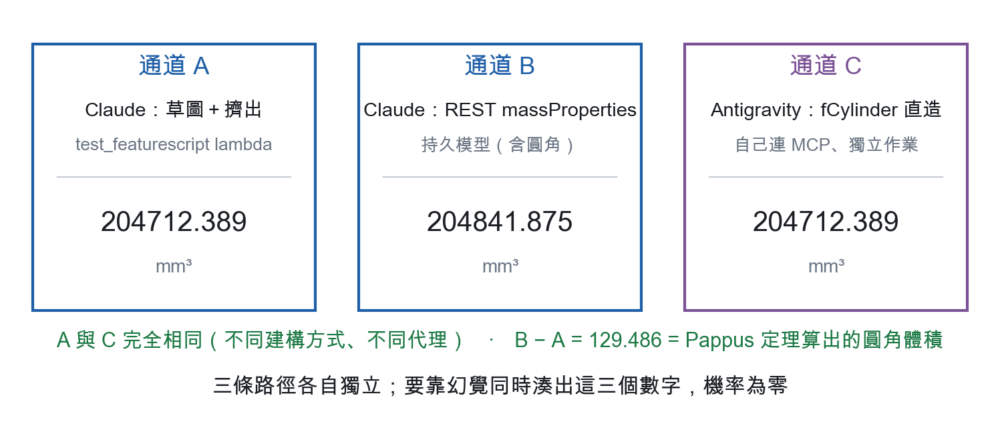 通道 A
Claude：草圖 + 擠出
test_featurescript lambda
204712.389
mm³
通道 B
Claude：REST massProperties
持久模型（含圓角）
204841.875
mm³
通道 C
Antigravity：fCylinder 直造
自己連 MCP、獨立作業
204712.389
mm³
A 與 C 完全相同（不同建構方式、不同代理） · B − A = 129.486 = Pappus 定理算出的圓角體積
三條路徑各自獨立；要靠幻覺同時湊出這三個數字，機率為零